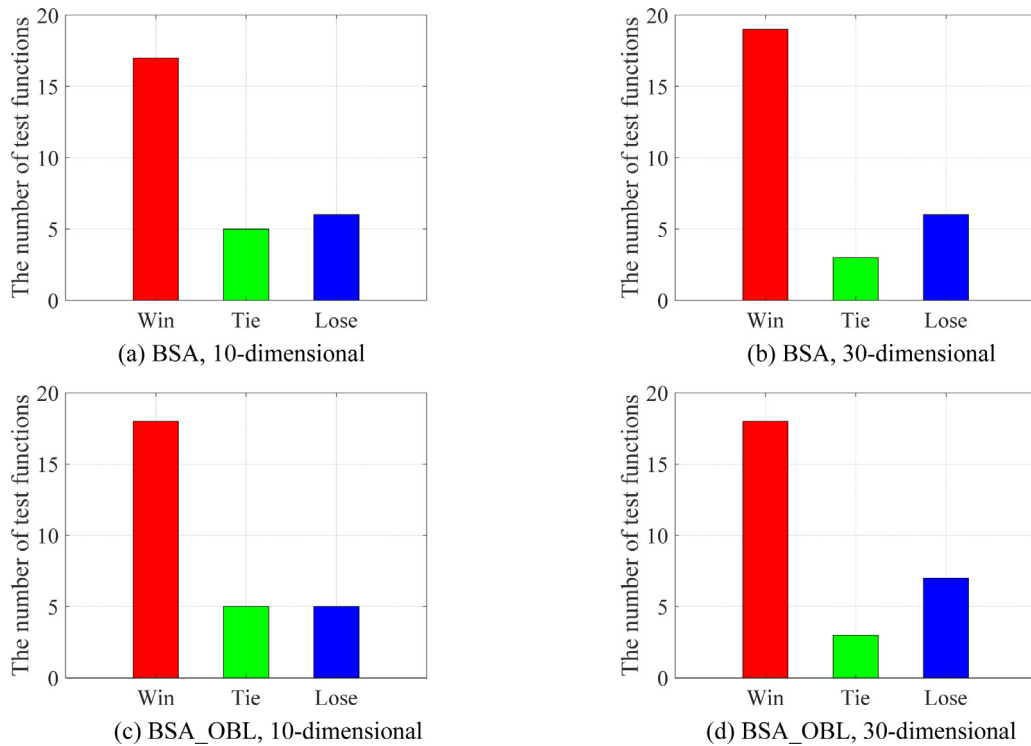 The number of test functions
20
15
10
5
0
Win Tie Lose
(a) BSA, 10-dimensional
The number of test functions
20
15
10
5
0
Win Tie Lose
(b) BSA, 30-dimensional
The number of test functions
20
15
10
5
0
Win Tie Lose
(c) BSA_OBL, 10-dimensional
The number of test functions
20
15
10
5
0
Win Tie Lose
(d) BSA_OBL, 30-dimensional